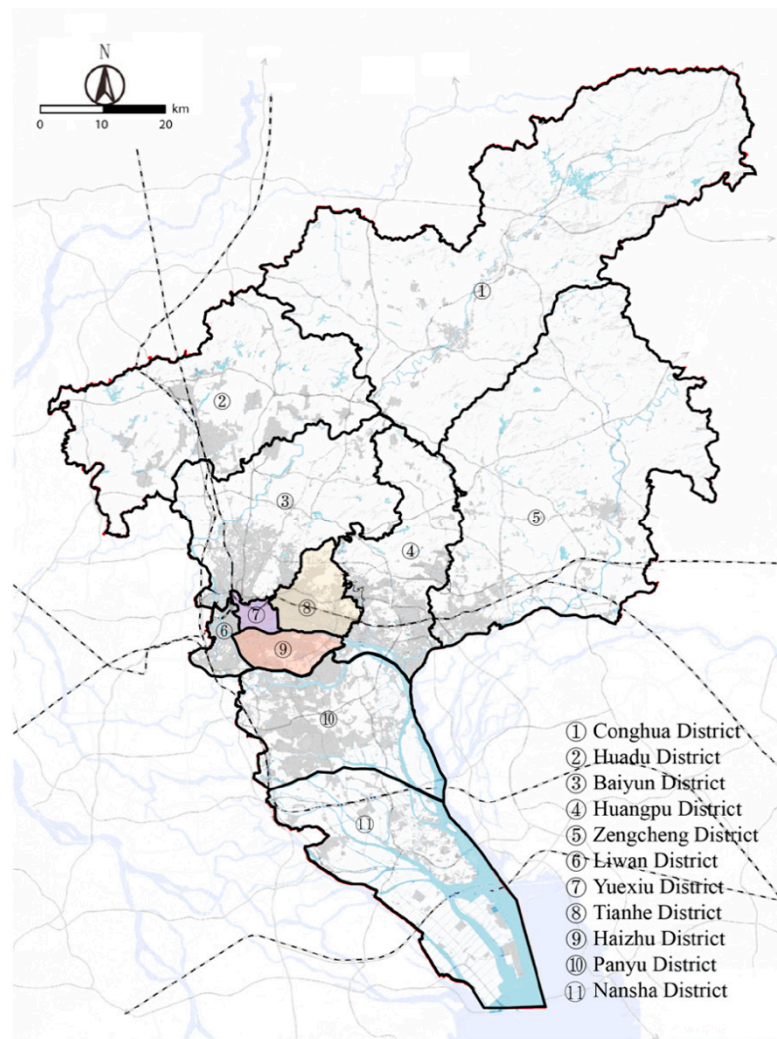 N
km
0 10 20
①
②
③
④
⑤
⑥
⑦
⑧
⑨
⑩
⑪
① Conghua District
② Huadu District
③ Baiyun District
④ Huangpu District
⑤ Zengcheng District
⑥ Liwan District
⑦ Yuexiu District
⑧ Tianhe District
⑨ Haizhu District
⑩ Panyu District
⑪ Nansha District